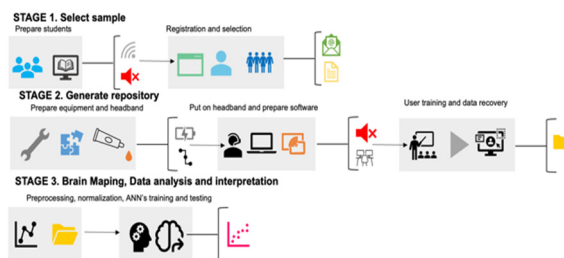 STAGE 1. Select sample
Prepare students
Registration and selection
STAGE 2. Generate repository
Prepare equipment and headband
Put on headband and prepare software
User training and data recovery
STAGE 3. Brain Maping, Data analysis and interpretation
Preprocessing, normalization, ANN's training and testing